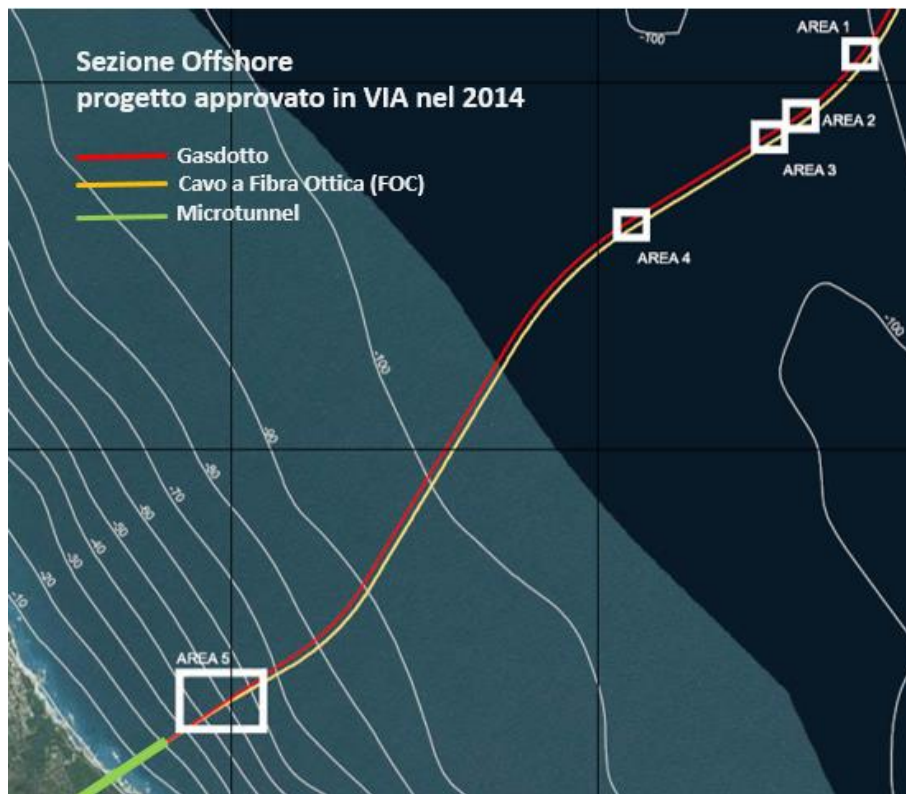 Sezione Offshore
progetto approvato in VIA nel 2014
Gasdotto
Cavo a Fibra Ottica (FOC)
Microtunnel
-100
AREA 1
AREA 2
AREA 3
AREA 4
-100
-100
-90
-80
-70
-60
-50
-40
-30
-20
-10
AREA 5